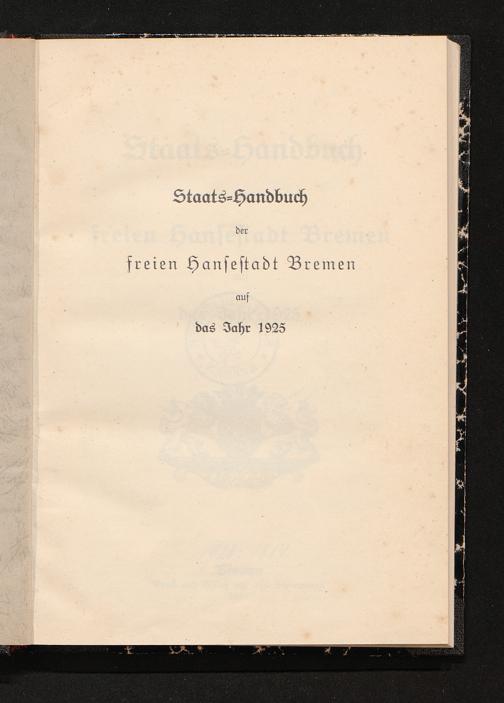 Staats-Handbuch
der
freien Hansestadt Bremen
auf
das Jahr 1925